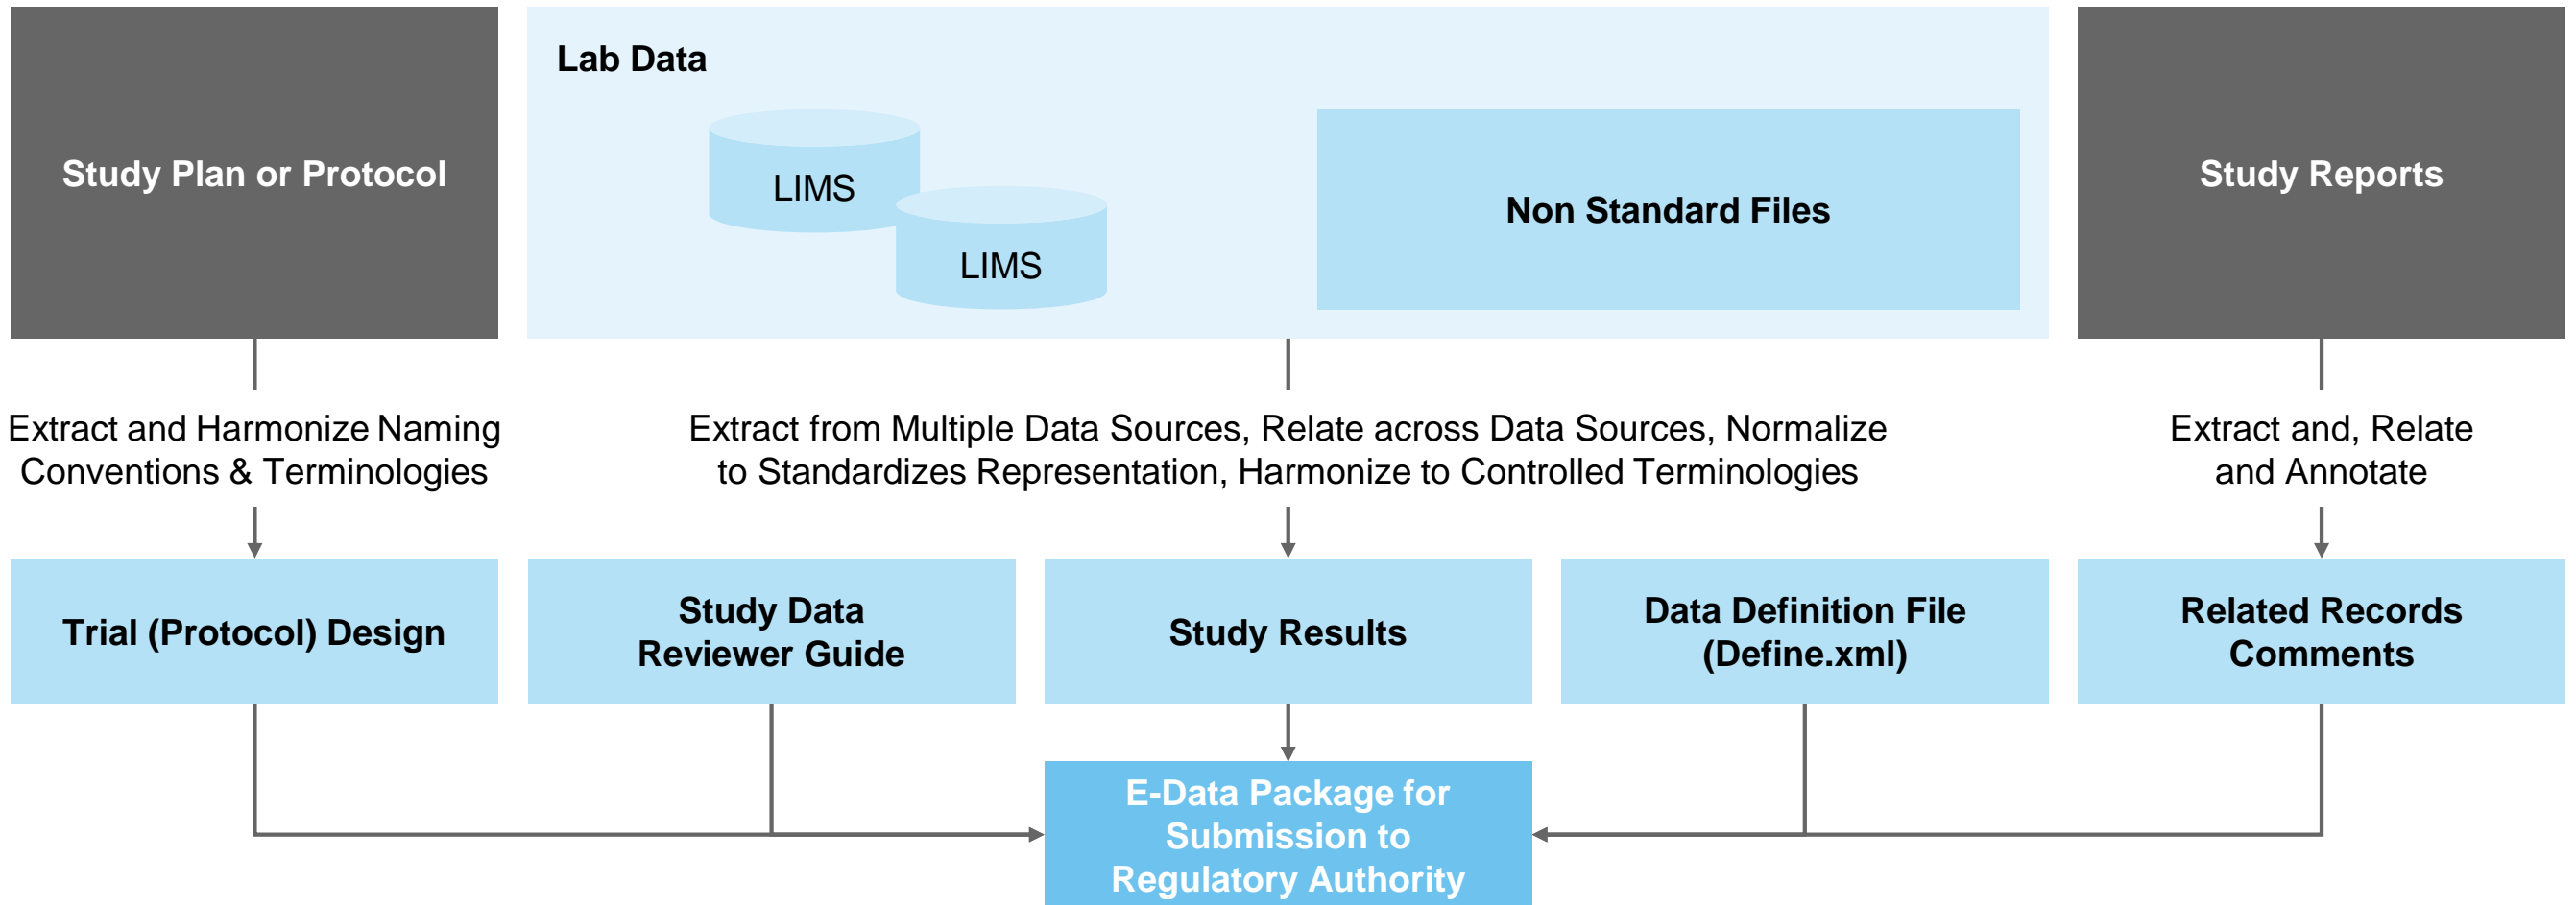 Study Plan or Protocol
Lab Data
LIMS
LIMS
Non Standard Files
Study Reports
Extract and Harmonize Naming
Conventions & Terminologies
Extract from Multiple Data Sources, Relate across Data Sources, Normalize
to Standardizes Representation, Harmonize to Controlled Terminologies
Extract and, Relate
and Annotate
Trial (Protocol) Design
Study Data
Reviewer Guide
Study Results
Data Definition File
(Define.xml)
Related Records
Comments
E-Data Package for
Submission to
Regulatory Authority